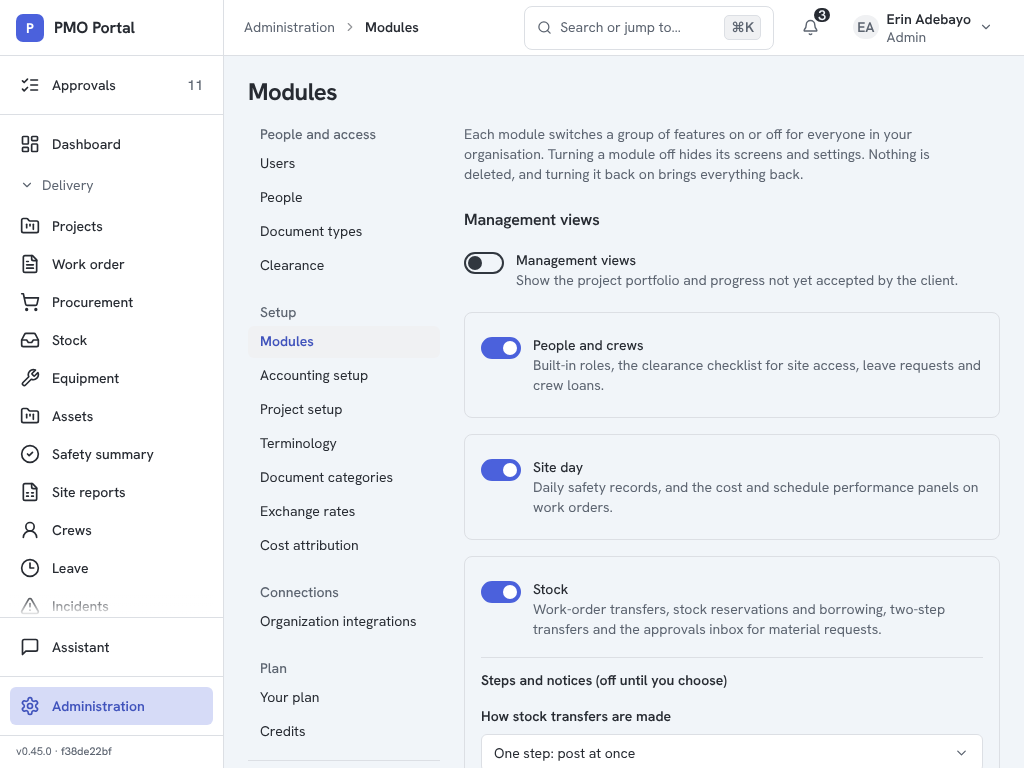 P PMO Portal
Approvals 11
Dashboard
Delivery
Projects
Work order
Procurement
Stock
Equipment
Assets
Safety summary
Site reports
Crews
Leave
Incidents
Assistant
Administration
v0.45.0 · f38de22bf
Administration > Modules
Search or jump to... ⌘K
3
EA
Erin Adebayo
Admin
Modules
People and access
Users
People
Document types
Clearance
Setup
Modules
Accounting setup
Project setup
Terminology
Document categories
Exchange rates
Cost attribution
Connections
Organization integrations
Plan
Your plan
Credits
Each module switches a group of features on or off for everyone in your
organisation. Turning a module off hides its screens and settings. Nothing is
deleted, and turning it back on brings everything back.
Management views
Management views
Show the project portfolio and progress not yet accepted by the client.
People and crews
Built-in roles, the clearance checklist for site access, leave requests and
crew loans.
Site day
Daily safety records, and the cost and schedule performance panels on
work orders.
Stock
Work-order transfers, stock reservations and borrowing, two-step
transfers and the approvals inbox for material requests.
Steps and notices (off until you choose)
How stock transfers are made
One step: post at once